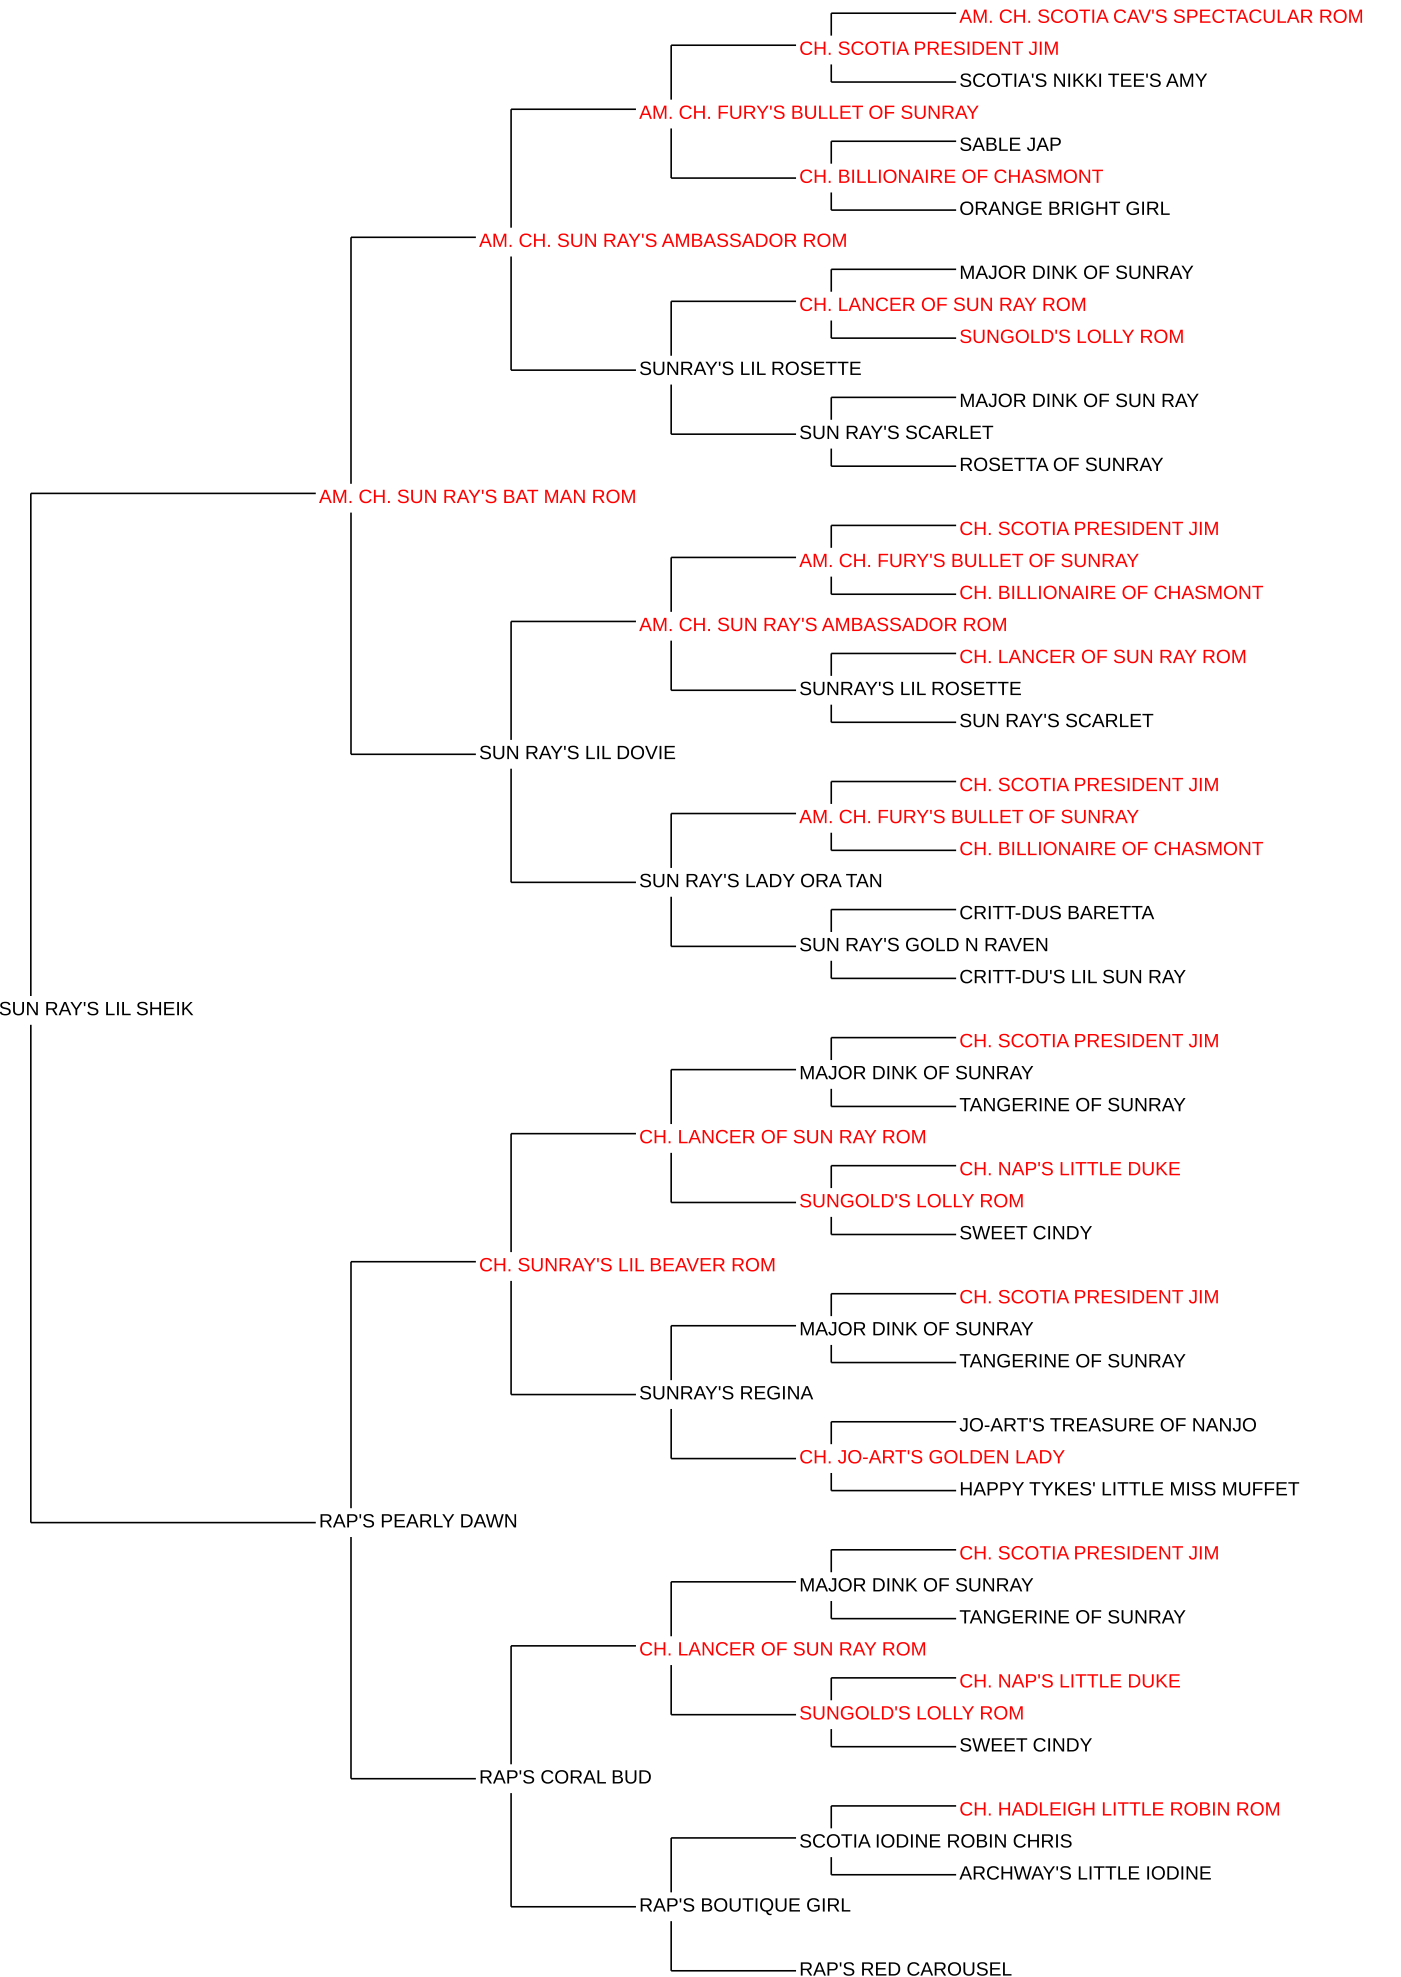 AM. CH. SCOTIA CAV'S SPECTACULAR ROM
CH. SCOTIA PRESIDENT JIM
SCOTIA'S NIKKI TEE'S AMY
AM. CH. FURY'S BULLET OF SUNRAY
SABLE JAP
CH. BILLIONAIRE OF CHASMONT
ORANGE BRIGHT GIRL
AM. CH. SUN RAY'S AMBASSADOR ROM
MAJOR DINK OF SUNRAY
CH. LANCER OF SUN RAY ROM
SUNGOLD'S LOLLY ROM
SUNRAY'S LIL ROSETTE
MAJOR DINK OF SUN RAY
SUN RAY'S SCARLET
ROSETTA OF SUNRAY
AM. CH. SUN RAY'S BAT MAN ROM
CH. SCOTIA PRESIDENT JIM
AM. CH. FURY'S BULLET OF SUNRAY
CH. BILLIONAIRE OF CHASMONT
AM. CH. SUN RAY'S AMBASSADOR ROM
CH. LANCER OF SUN RAY ROM
SUNRAY'S LIL ROSETTE
SUN RAY'S SCARLET
SUN RAY'S LIL DOVIE
CH. SCOTIA PRESIDENT JIM
AM. CH. FURY'S BULLET OF SUNRAY
CH. BILLIONAIRE OF CHASMONT
SUN RAY'S LADY ORA TAN
CRITT-DUS BARETTA
SUN RAY'S GOLD N RAVEN
CRITT-DU'S LIL SUN RAY
SUN RAY'S LIL SHEIK
CH. SCOTIA PRESIDENT JIM
MAJOR DINK OF SUNRAY
TANGERINE OF SUNRAY
CH. LANCER OF SUN RAY ROM
CH. NAP'S LITTLE DUKE
SUNGOLD'S LOLLY ROM
SWEET CINDY
CH. SUNRAY'S LIL BEAVER ROM
CH. SCOTIA PRESIDENT JIM
MAJOR DINK OF SUNRAY
TANGERINE OF SUNRAY
SUNRAY'S REGINA
JO-ART'S TREASURE OF NANJO
CH. JO-ART'S GOLDEN LADY
HAPPY TYKES' LITTLE MISS MUFFET
RAP'S PEARLY DAWN
CH. SCOTIA PRESIDENT JIM
MAJOR DINK OF SUNRAY
TANGERINE OF SUNRAY
CH. LANCER OF SUN RAY ROM
CH. NAP'S LITTLE DUKE
SUNGOLD'S LOLLY ROM
SWEET CINDY
RAP'S CORAL BUD
CH. HADLEIGH LITTLE ROBIN ROM
SCOTIA IODINE ROBIN CHRIS
ARCHWAY'S LITTLE IODINE
RAP'S BOUTIQUE GIRL
RAP'S RED CAROUSEL